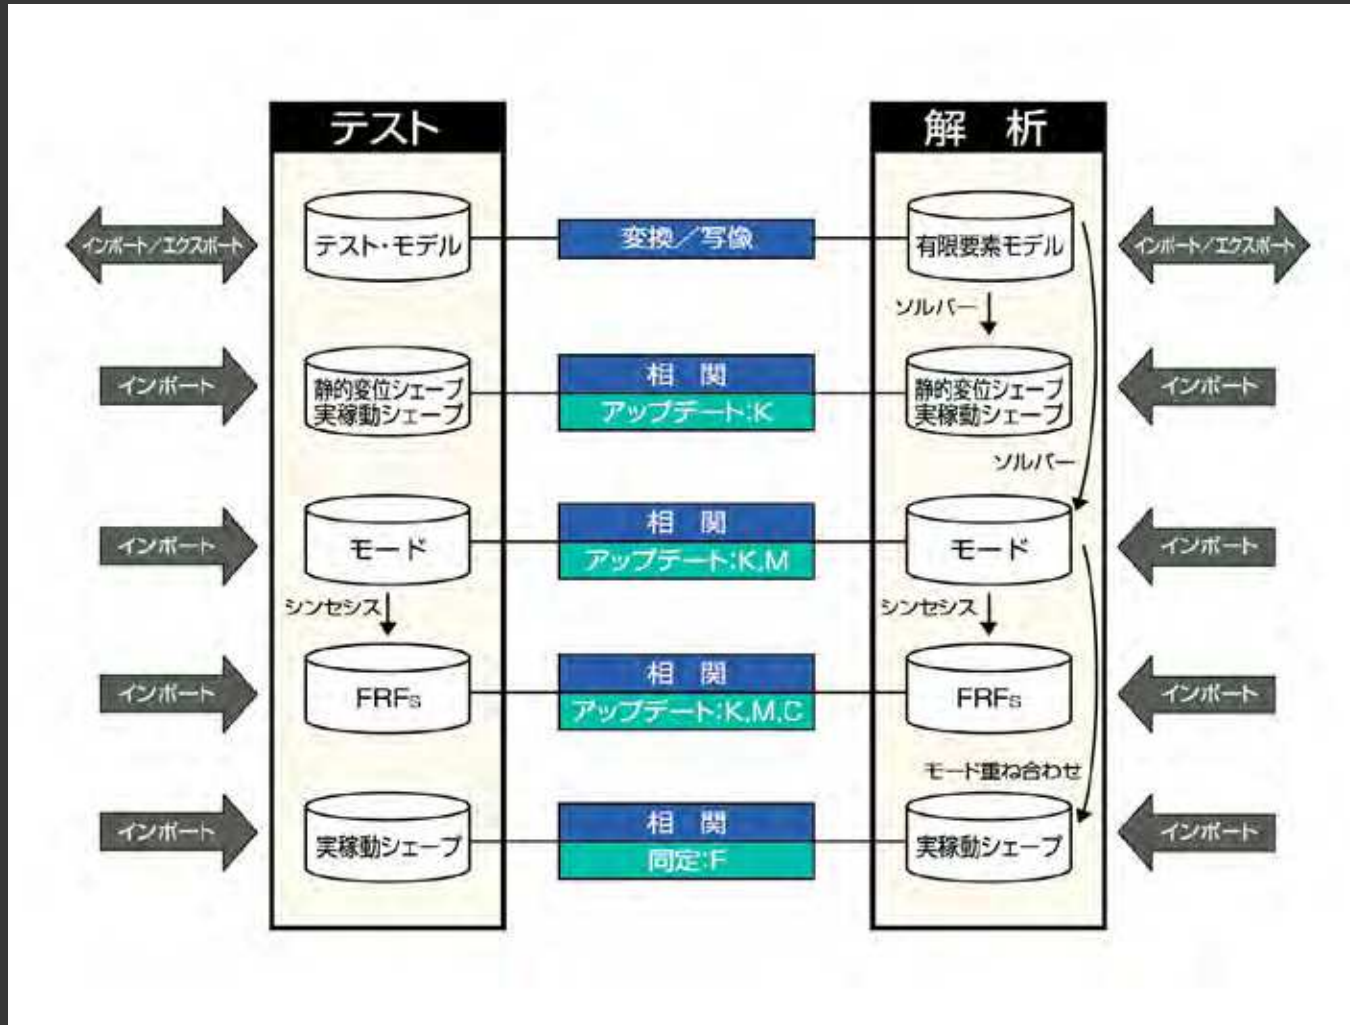 テスト
解 析
インポート/エクスポート
テスト・モデル
変換/写像
有限要素モデル
インポート/エクスポート
ソルバー
インポート
静的変位シェープ
実稼動シェープ
相 関
アップデート:K
静的変位シェープ
実稼動シェープ
インポート
ソルバー
インポート
モード
相 関
アップデート:K,M
モード
インポート
シンセシス
シンセシス
インポート
FRFs
相 関
アップデート:K,M,C
FRFs
インポート
モード重ね合わせ
インポート
実稼動シェープ
相 関
同定:F
実稼動シェープ
インポート